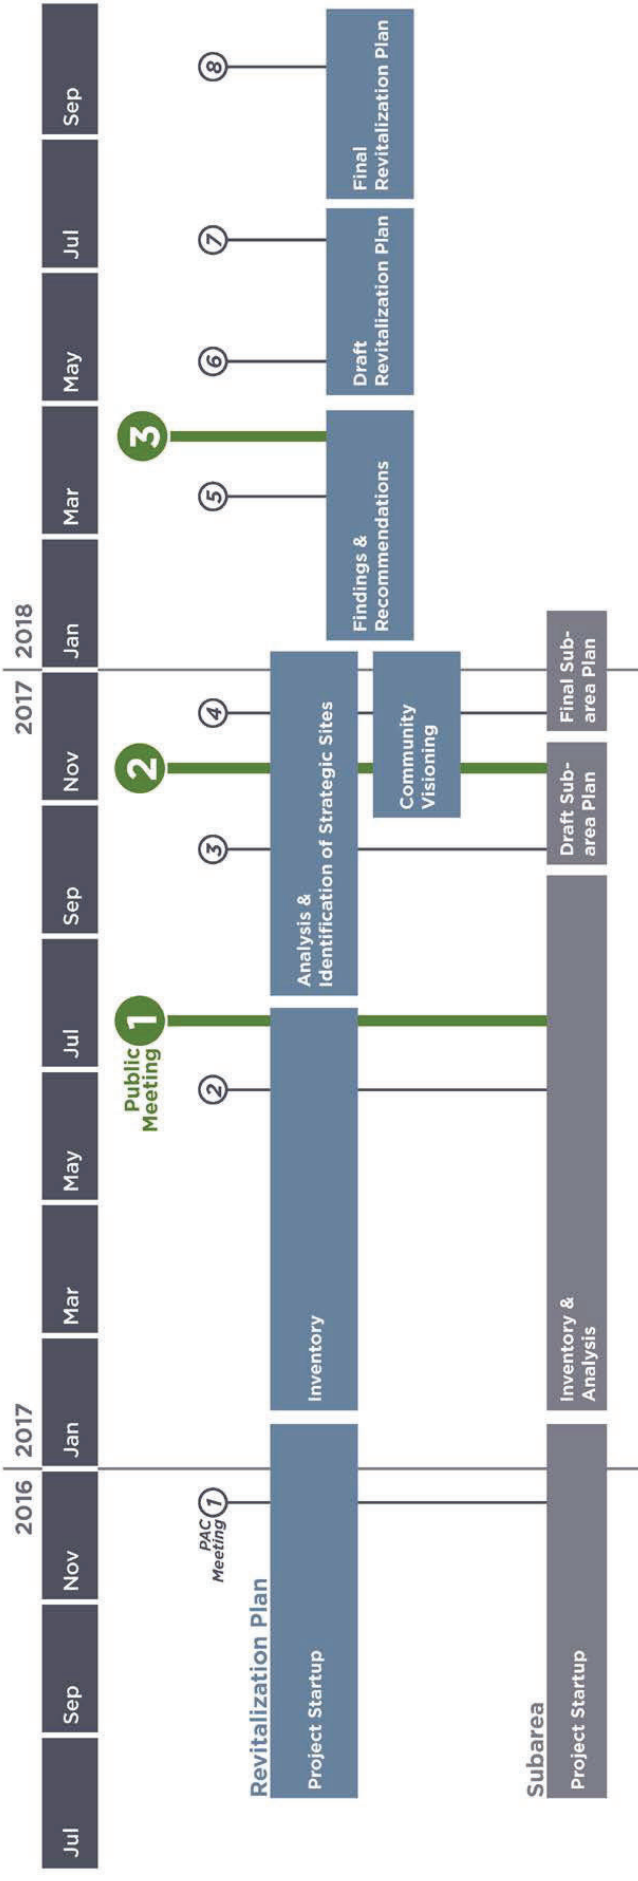 2016
2017
2017
2018
Jul
Sep
Nov
Jan
Mar
May
Jul
Sep
Nov
Jan
Mar
May
Jul
Sep
Public
Meeting
1
2
3
PAC
Meeting
1
2
3
4
5
6
7
8
Revitalization Plan
Project Startup
Inventory
Analysis &
Identification of Strategic Sites
Community
Visioning
Findings &
Recommendations
Draft
Revitalization Plan
Final
Revitalization Plan
Subarea
Project Startup
Inventory &
Analysis
Draft Sub-
area Plan
Final Sub-
area Plan